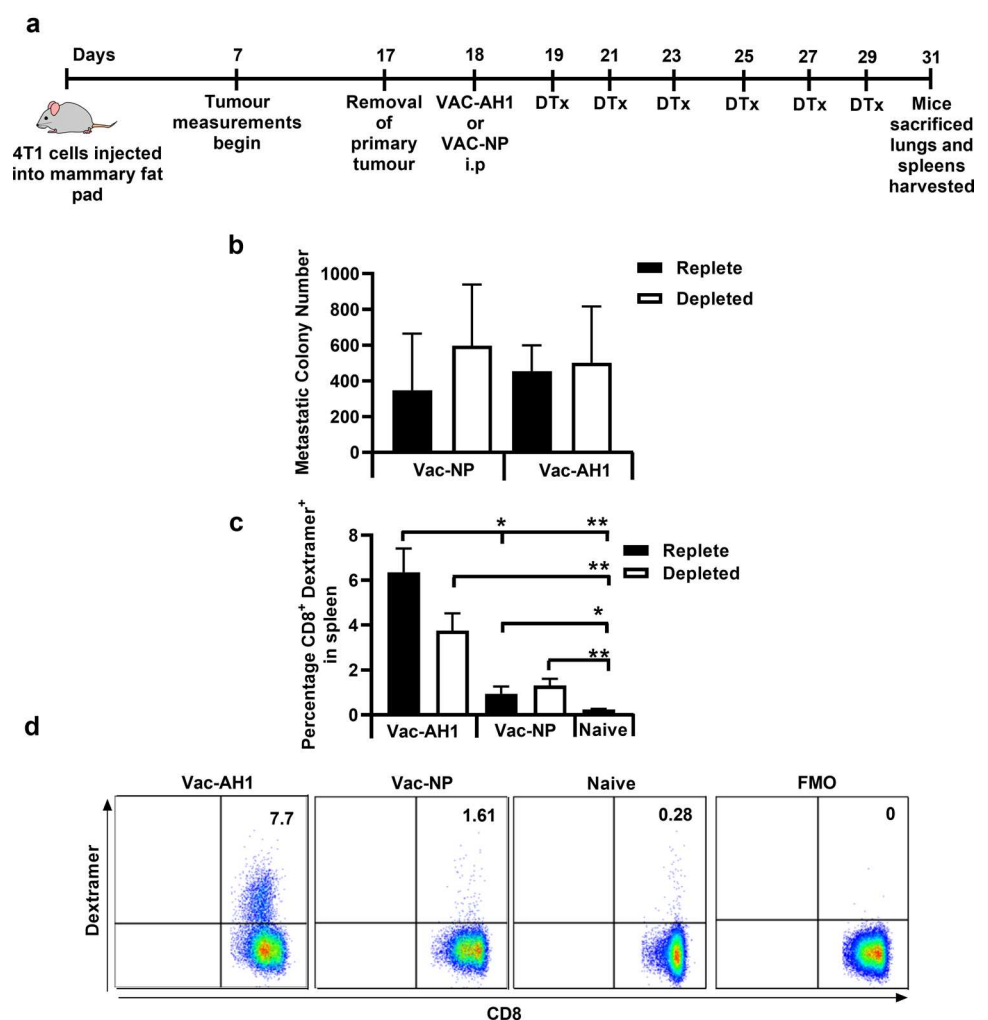 a
Days 7 17 18 19 21 23 25 27 29 31
4T1 cells injected
into mammary fat
pad
Tumour
measurements
begin
Removal
of
primary
tumour
VAC-AH1
or
VAC-NP
i.p
DTx DTx DTx DTx DTx DTx
Mice
sacrificed
lungs and
spleens
harvested
b
Metastatic Colony Number
1000
800
600
400
200
0
Vac-NP Vac-AH1
Replete
Depleted
c
Percentage CD8+ Dextramer+
in spleen
8
6
4
2
0
* **
**
*
**
Vac-AH1 Vac-NP Naive
Replete
Depleted
d
Vac-AH1 Vac-NP Naive FMO
7.7 1.61 0.28 0
Dextramer
CD8